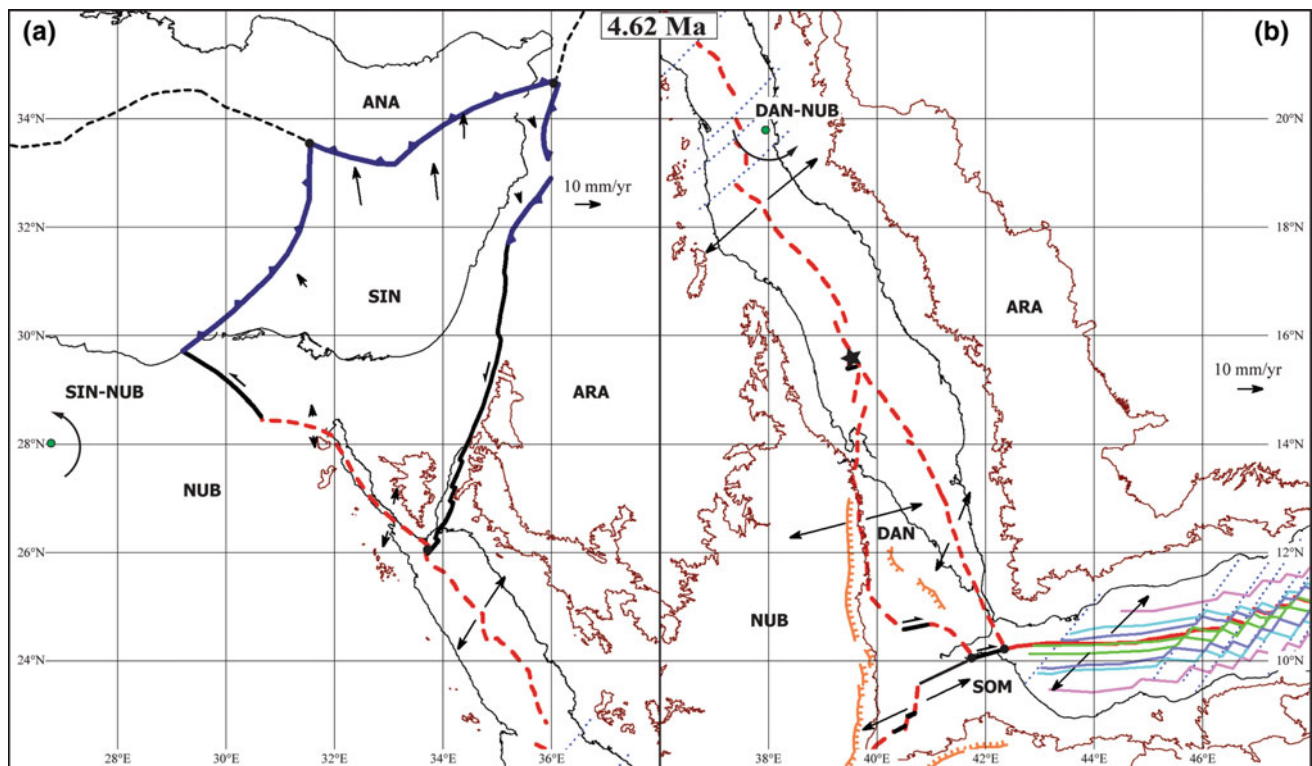 (a)
4.62 Ma
(b)
ANA
DAN-NUB
34°N
20°N
10 mm/yr
32°N
18°N
SIN
ARA
30°N
16°N
SIN-NUB
ARA
10 mm/yr
28°N
14°N
NUB
DAN
26°N
12°N
NUB
24°N
10°N
SOM
28°E
30°E
32°E
34°E
36°E
38°E
40°E
42°E
44°E
46°E